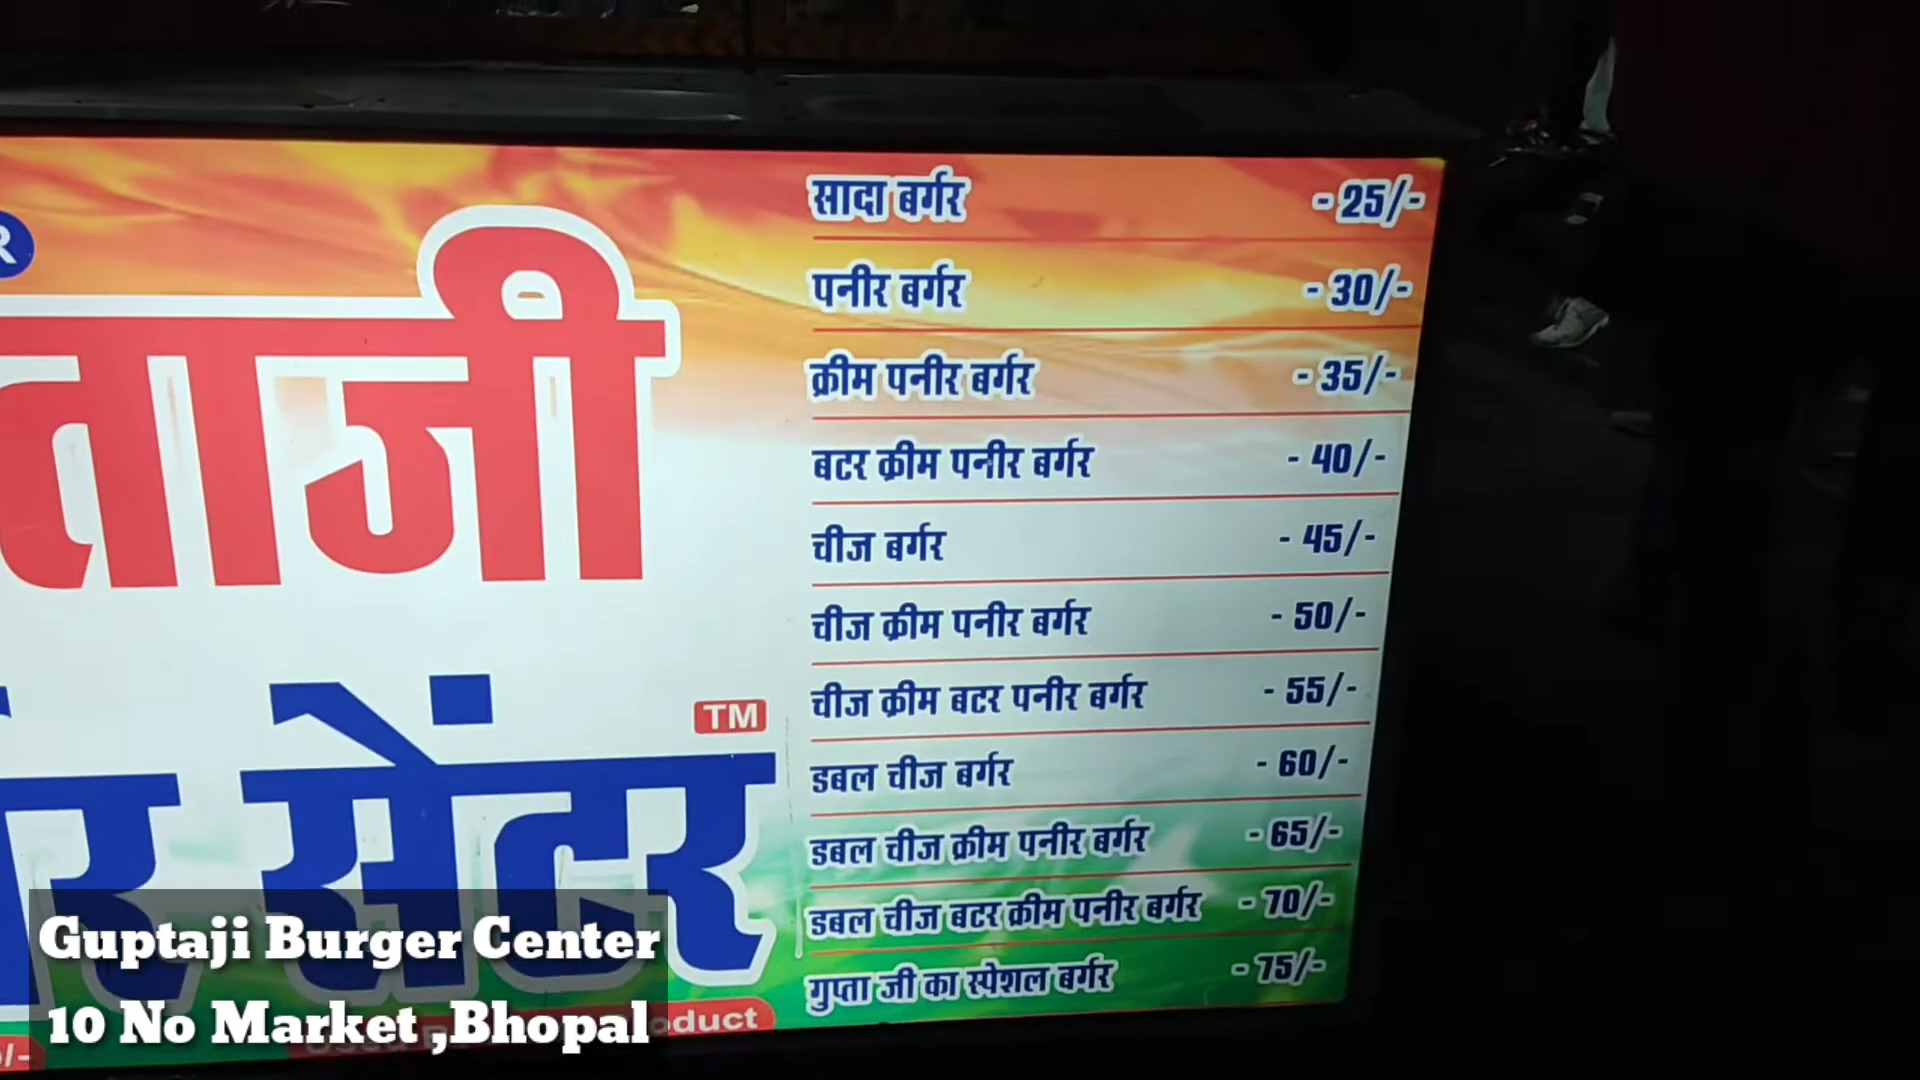 R
ताजी
र सेंटर
TM
सादा बर्गर - 25/-
पनीर बर्गर - 30/-
क्रीम पनीर बर्गर - 35/-
बटर क्रीम पनीर बर्गर - 40/-
चीज बर्गर - 45/-
चीज क्रीम पनीर बर्गर - 50/-
चीज क्रीम बटर पनीर बर्गर - 55/-
डबल चीज बर्गर - 60/-
डबल चीज क्रीम पनीर बर्गर - 65/-
डबल चीज बटर क्रीम पनीर बर्गर - 70/-
गुप्ता जी का स्पेशल बर्गर - 75/-
Guptaji Burger Center
10 No Market ,Bhopal
oduct
/-